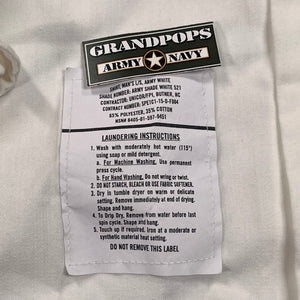 GRANDPOPS
ARMY NAVY
SHIRT MAN'S L/S, ARMY WHITE
SHADE NUMBER: ARMY SHADE WHITE 521
CONTRACTOR: UNICOR/FPI, BUTNER, NC
CONTRACT: SPE1C1-15-D-F004
65% POLYESTER, 35% COTTON
NSN# 8405-01-597-9451
LAUNDERING INSTRUCTIONS
1. Wash with moderately hot water (115°)
using soap or mild detergent.
a. For Machine Washing, Use permanent
press cycle.
b. For Hand Washing, Do not wring or twist.
2. DO NOT STARCH, BLEACH OR USE FABRIC SOFTENER.
3. Dry in tumble dryer on warm or delicate
setting. Remove immediately at end of drying.
Shape and hang.
4. To Drip Dry, Remove from water before last
spin cycle. Shape and hang.
5. Touch up if required. Iron at a moderate or
synthetic material heat setting.
DO NOT REMOVE THIS LABEL